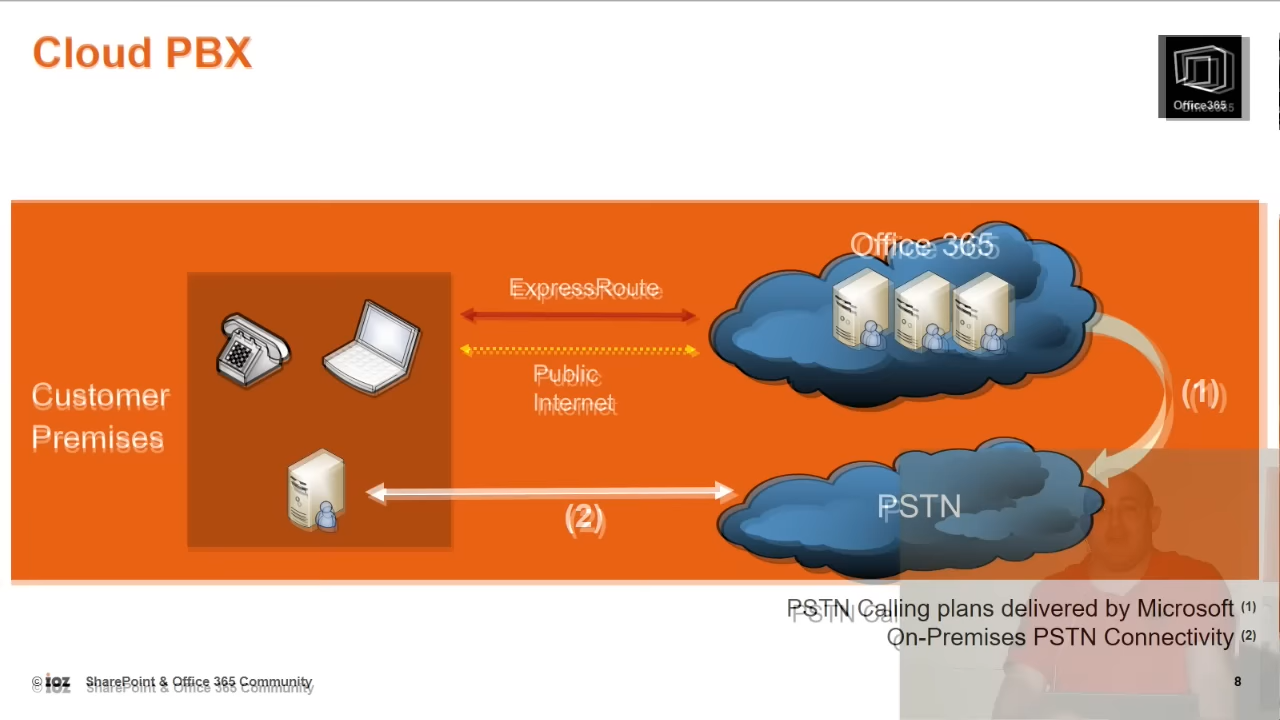 Cloud PBX
Office365
Office 365
ExpressRoute
Public
Internet
Customer
Premises
(1)
PSTN
(2)
PSTN Calling plans delivered by Microsoft (1)
On-Premises PSTN Connectivity (2)
© ioz SharePoint & Office 365 Community
8